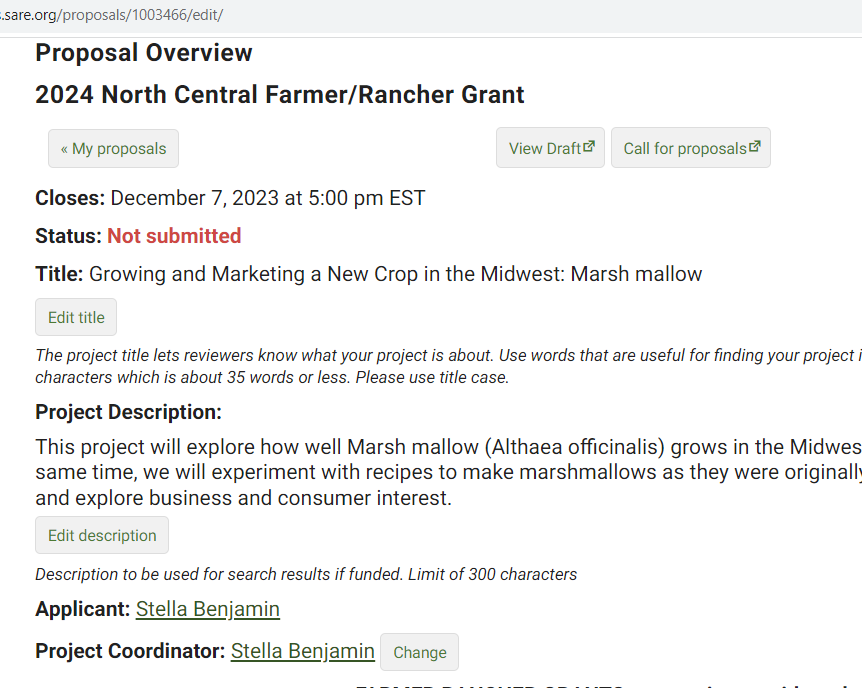 s.sare.org/proposals/1003466/edit/
Proposal Overview
2024 North Central Farmer/Rancher Grant
« My proposals View Draft Call for proposals
Closes: December 7, 2023 at 5:00 pm EST
Status: Not submitted
Title: Growing and Marketing a New Crop in the Midwest: Marsh mallow
Edit title
The project title lets reviewers know what your project is about. Use words that are useful for finding your project i
characters which is about 35 words or less. Please use title case.
Project Description:
This project will explore how well Marsh mallow (Althaea officinalis) grows in the Midwes
same time, we will experiment with recipes to make marshmallows as they were originally
and explore business and consumer interest.
Edit description
Description to be used for search results if funded. Limit of 300 characters
Applicant: Stella Benjamin
Project Coordinator: Stella Benjamin Change